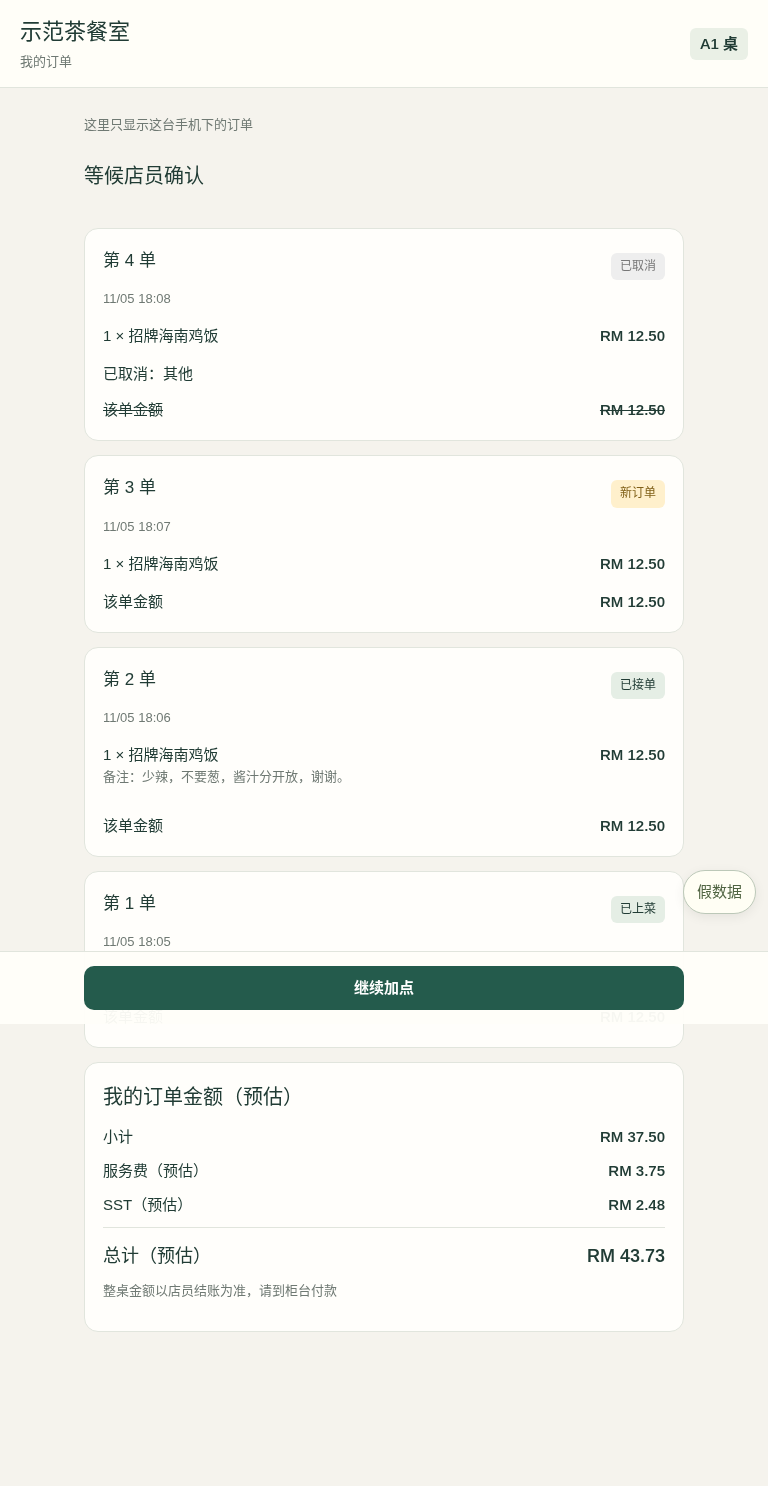 示范茶餐室
我的订单
A1 桌
这里只显示这台手机下的订单
等候店员确认
第 4 单
已取消
11/05 18:08
1 × 招牌海南鸡饭 RM 12.50
已取消：其他
该单金额 RM 12.50
第 3 单
新订单
11/05 18:07
1 × 招牌海南鸡饭 RM 12.50
该单金额 RM 12.50
第 2 单
已接单
11/05 18:06
1 × 招牌海南鸡饭 RM 12.50
备注：少辣，不要葱，酱汁分开放，谢谢。
该单金额 RM 12.50
假数据
第 1 单
已上菜
11/05 18:05
继续加点
该单金额 RM 12.50
我的订单金额（预估）
小计 RM 37.50
服务费（预估） RM 3.75
SST（预估） RM 2.48
总计（预估） RM 43.73
整桌金额以店员结账为准，请到柜台付款